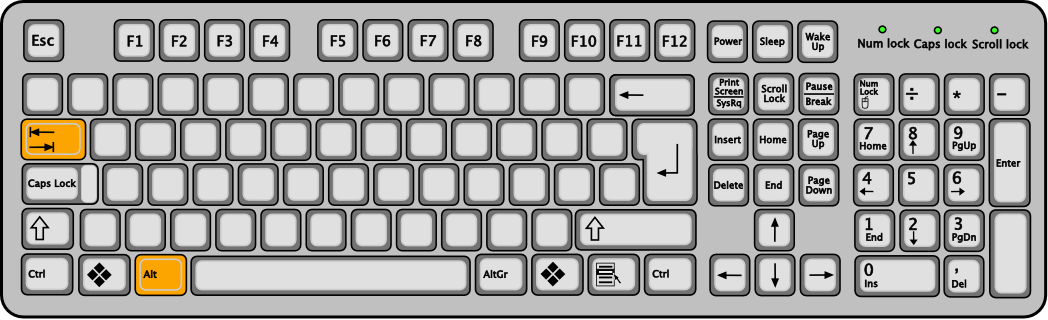 Esc F1 F2 F3 F4 F5 F6 F7 F8 F9 F10 F11 F12 Power Sleep Wake Up
Num lock Caps lock Scroll lock
Print Screen SysRq Scroll Lock Pause Break Num Lock ÷ * –
Insert Home Page Up 7 Home 8 9 PgUp Enter
Caps Lock Delete End Page Down 4 5 6
1 End 2 3 PgDn
Ctrl Alt AltGr Ctrl 0 Ins , Del